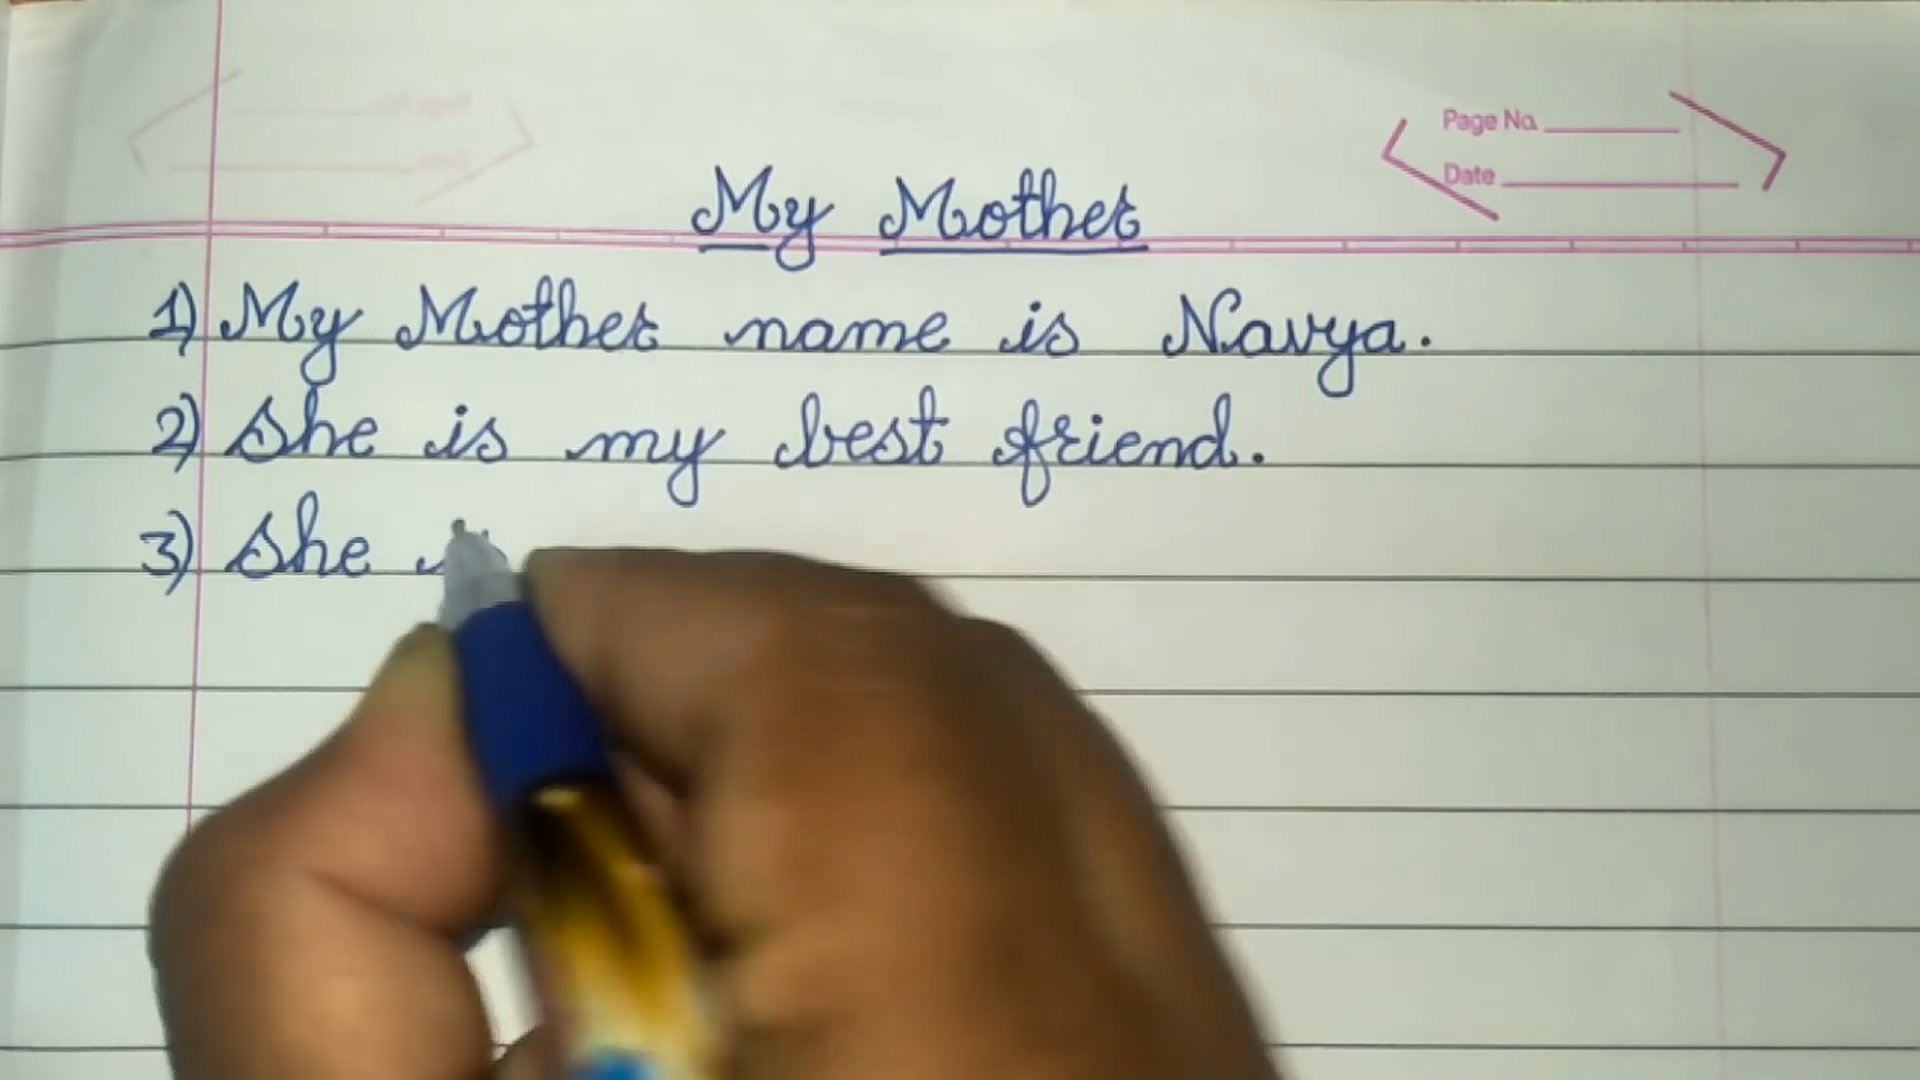 Page No.
Date
My Mother
1) My Mother name is Navya.
2) She is my best friend.
3) She